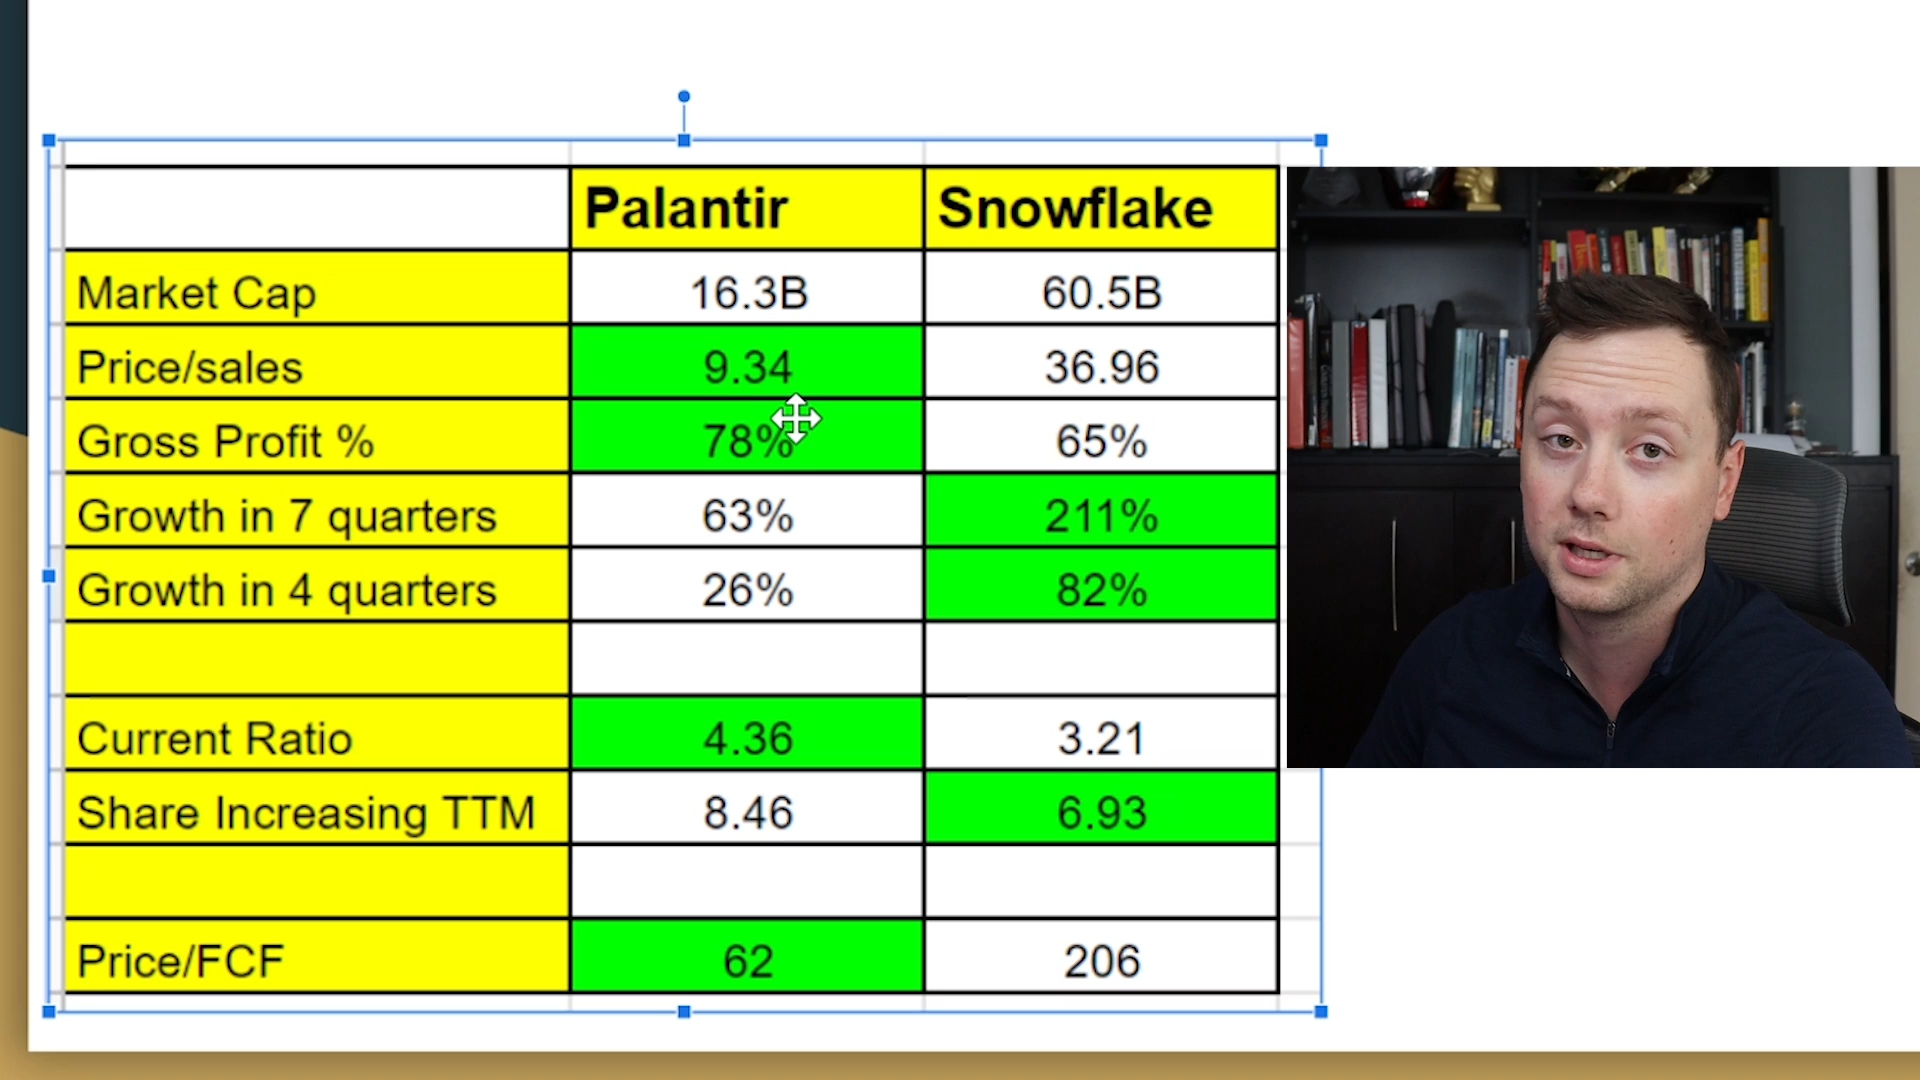 Palantir Snowflake
Market Cap 16.3B 60.5B
Price/sales 9.34 36.96
Gross Profit % 78% 65%
Growth in 7 quarters 63% 211%
Growth in 4 quarters 26% 82%
Current Ratio 4.36 3.21
Share Increasing TTM 8.46 6.93
Price/FCF 62 206